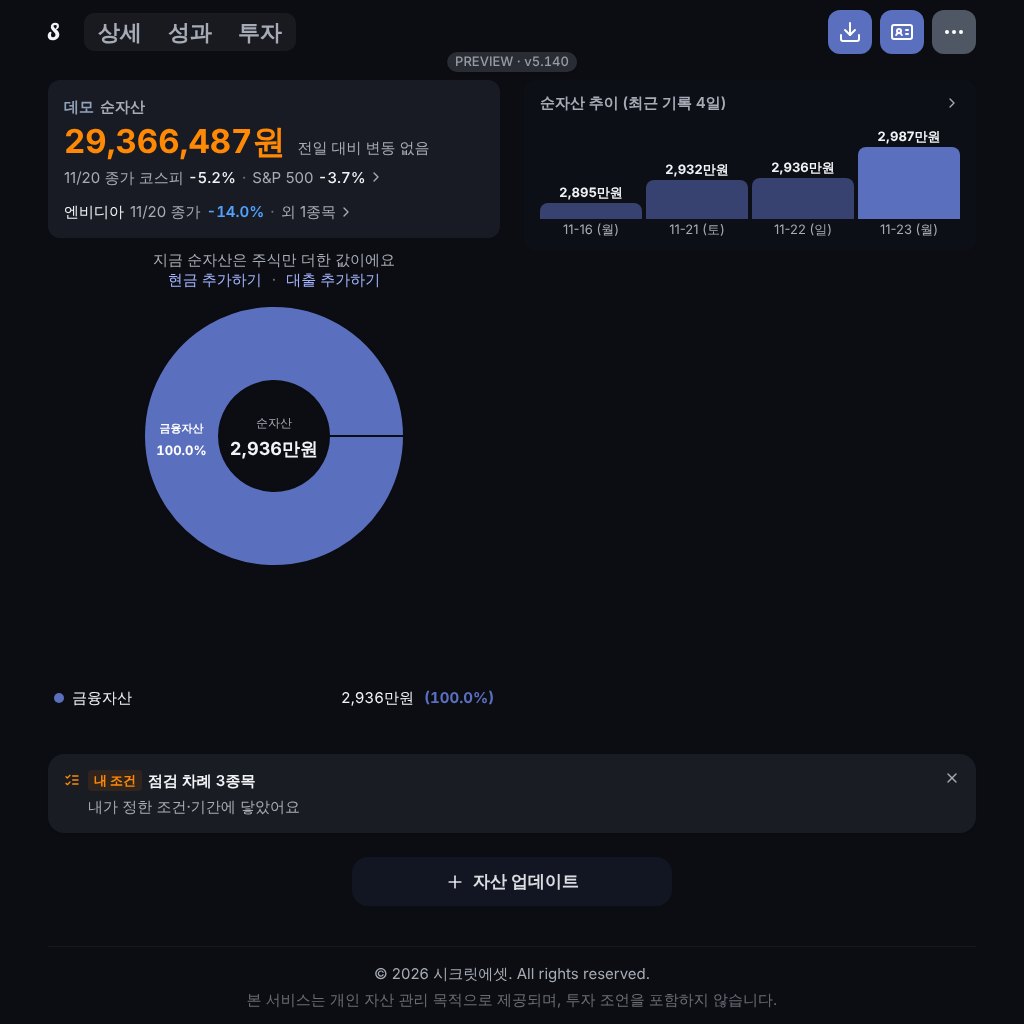 상세 성과 투자
PREVIEW · v5.140
데모 순자산
29,366,487원 전일 대비 변동 없음
11/20 종가 코스피 -5.2% · S&P 500 -3.7%
엔비디아 11/20 종가 -14.0% · 외 1종목
순자산 추이 (최근 기록 4일)
2,895만원 2,932만원 2,936만원 2,987만원
11-16 (월) 11-21 (토) 11-22 (일) 11-23 (월)
지금 순자산은 주식만 더한 값이에요
현금 추가하기 · 대출 추가하기
금융자산
100.0%
순자산
2,936만원
금융자산 2,936만원 (100.0%)
내 조건 점검 차례 3종목
내가 정한 조건·기간에 닿았어요
자산 업데이트
© 2026 시크릿에셋. All rights reserved.
본 서비스는 개인 자산 관리 목적으로 제공되며, 투자 조언을 포함하지 않습니다.